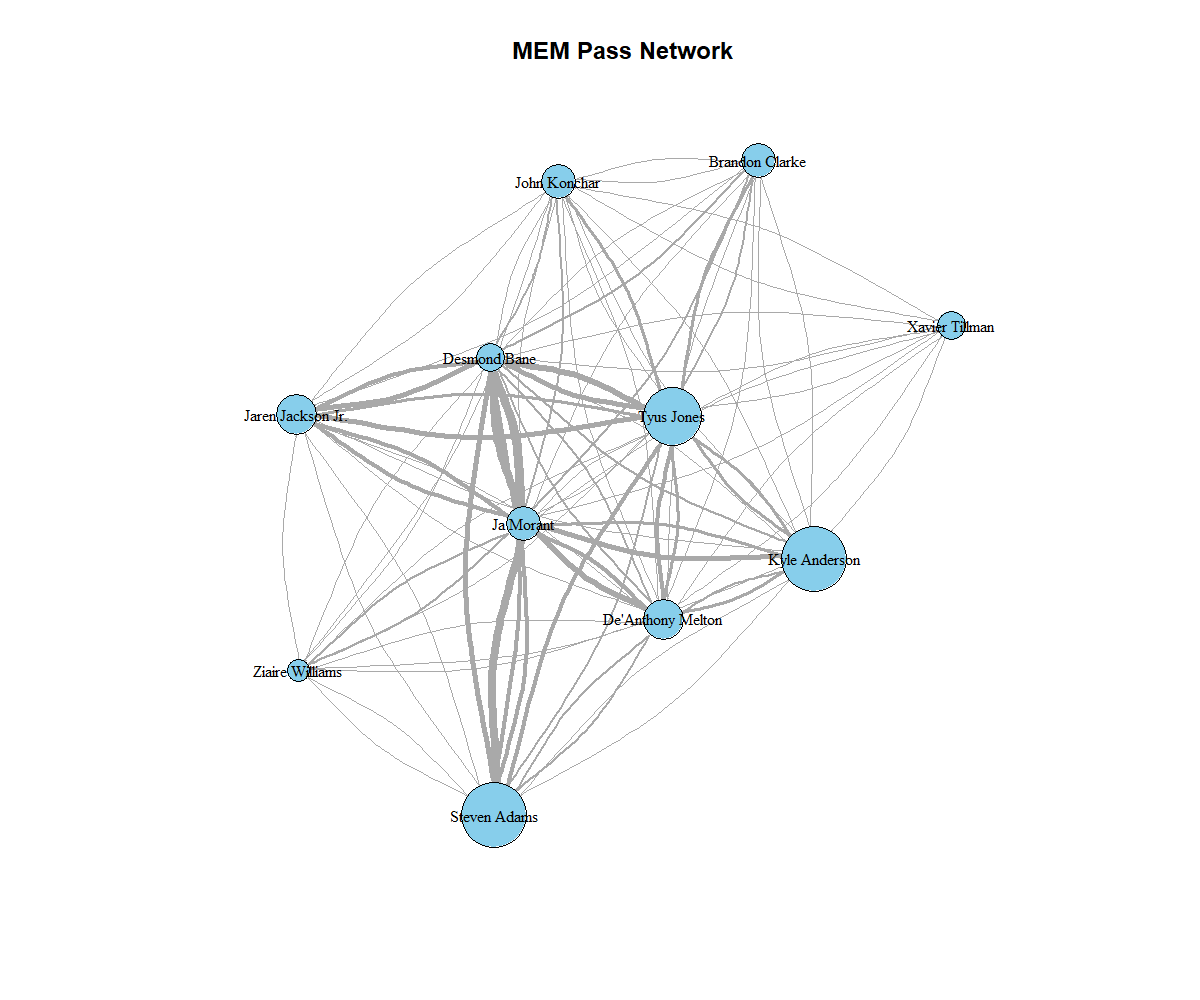 MEM Pass Network
Brandon Clarke
John Konchar
Xavier Tillman
Desmond Bane
Jaren Jackson Jr.
Tyus Jones
Ja Morant
Kyle Anderson
De'Anthony Melton
Ziaire Williams
Steven Adams